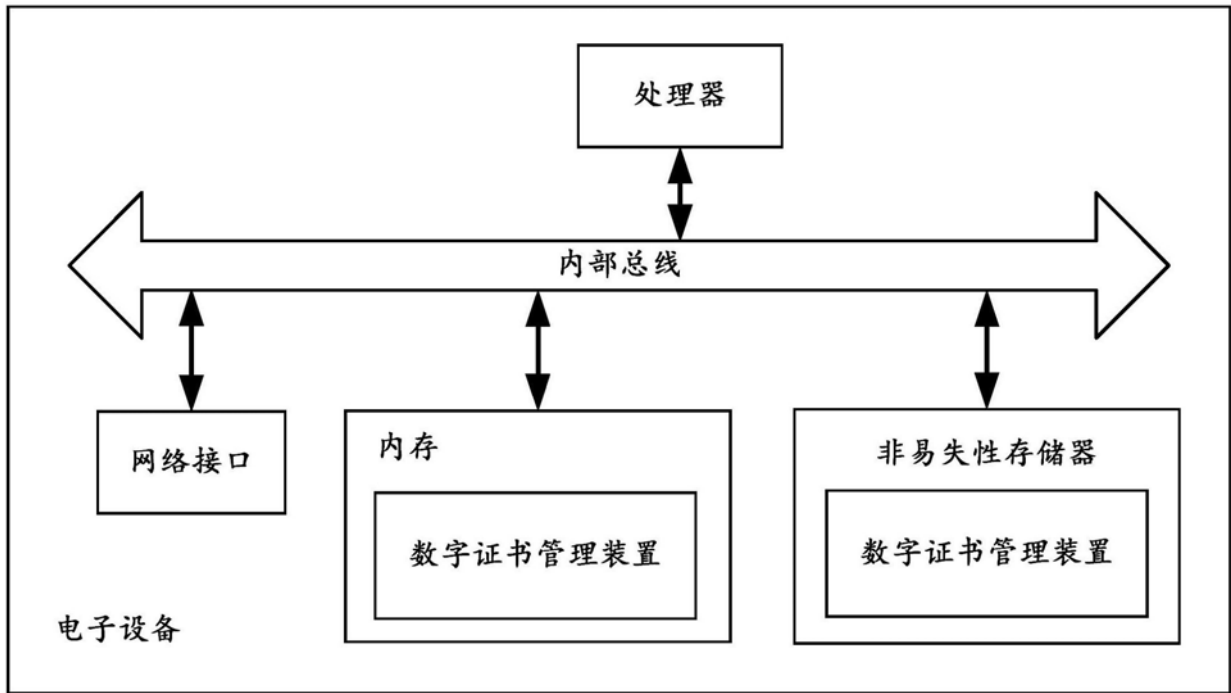 处理器
内部总线
网络接口
内存
数字证书管理装置
非易失性存储器
数字证书管理装置
电子设备